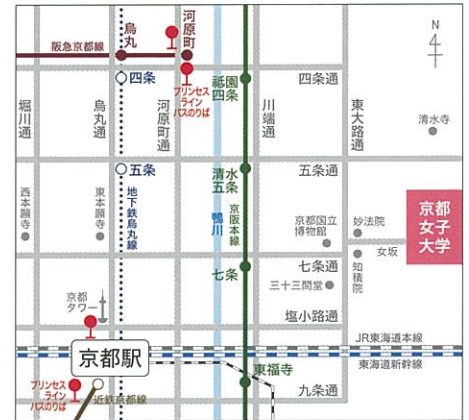 烏丸
河原町
N
阪急京都線
四条
プリンセス
ライン
バスのりば
祇園
四条
四条通
堀川通
烏丸通
河原町通
川端通
東大路通
清水寺
五条
清水
五条
五条通
西本願寺
東本願寺
地下鉄烏丸線
鴨川
京阪本線
京都国立
博物館
妙法院
京都
女子
大学
女坂
七条
七条通
三十三間堂
知積院
京都
タワー
塩小路通
JR東海道本線
京都駅
東海道新幹線
東福寺
プリンセス
ライン
バスのりば
近鉄京都線
九条通